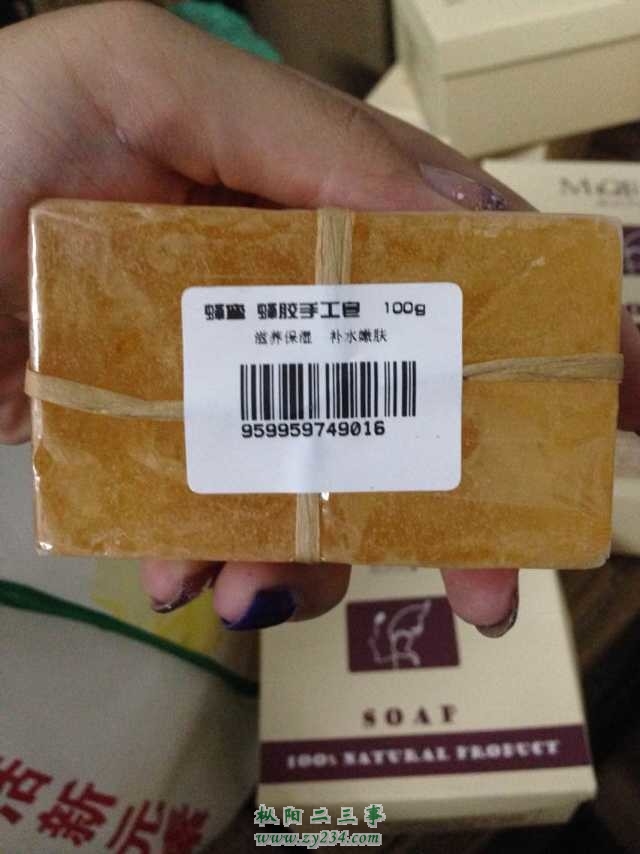 蜂蜜 蜂胶手工皂 100g
滋养保湿 补水嫩肤
959959749016
SOAP
100% NATURAL PRODUCT
活新元素
枞阳二三事
www.zy234.com